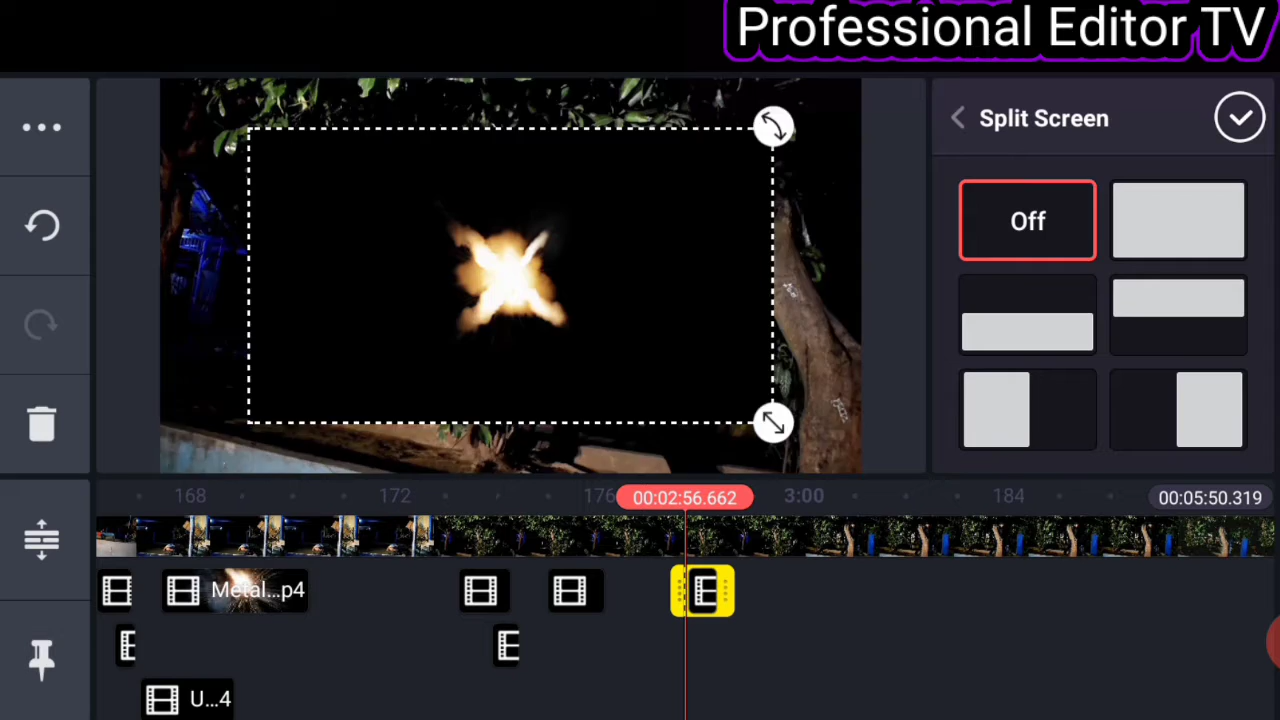 Professional Editor TV
Split Screen
Off
168
172
176
00:02:56.662
3:00
184
00:05:50.319
Metal...p4
U...4